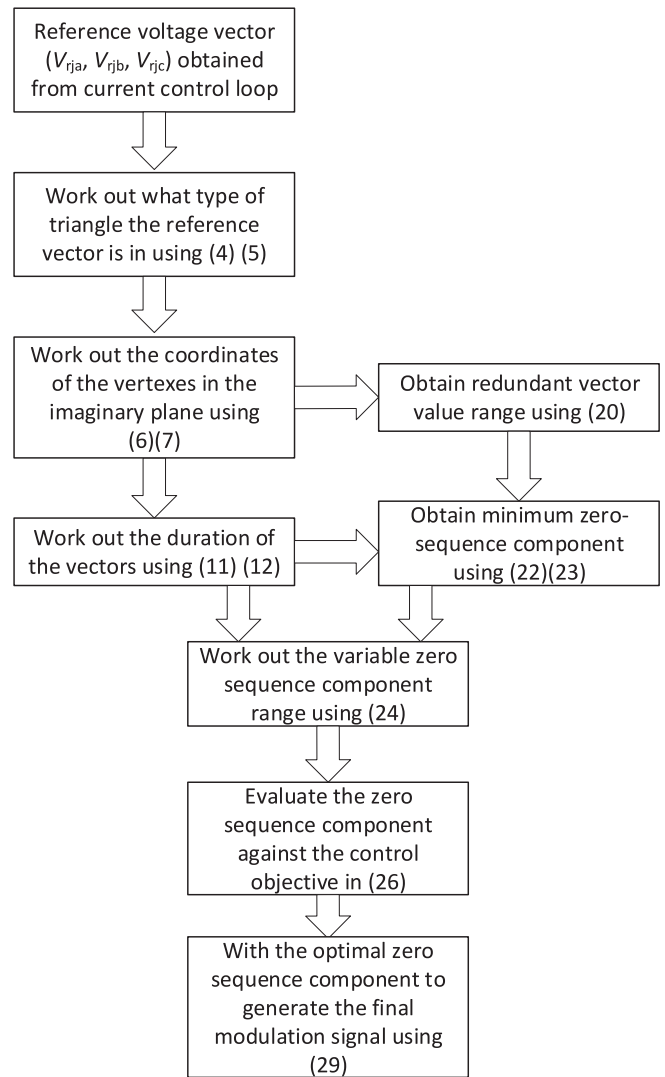 Reference voltage vector
(Vrja, Vrjb, Vrjc) obtained
from current control loop
Work out what type of
triangle the reference
vector is in using (4) (5)
Work out the coordinates
of the vertexes in the
imaginary plane using
(6)(7)
Obtain redundant vector
value range using (20)
Work out the duration of
the vectors using (11) (12)
Obtain minimum zero-
sequence component
using (22)(23)
Work out the variable zero
sequence component
range using (24)
Evaluate the zero
sequence component
against the control
objective in (26)
With the optimal zero
sequence component to
generate the final
modulation signal using
(29)